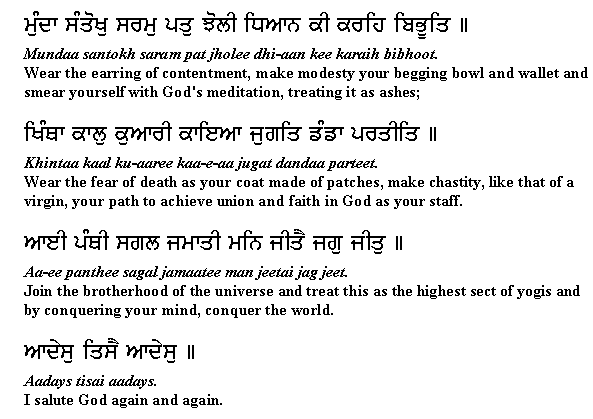 ਮੁੰਦਾ ਸੰਤੋਖੁ ਸਰਮੁ ਪਤੁ ਝੋਲੀ ਧਿਆਨ ਕੀ ਕਰਹਿ ਬਿਭੂਤਿ ॥
Mundaa santokh saram pat jholee dhi-aan kee karaih bibhoot.
Wear the earring of contentment, make modesty your begging bowl and wallet and
smear yourself with God's meditation, treating it as ashes;
ਖਿੰਥਾ ਕਾਲੁ ਕੁਆਰੀ ਕਾਇਆ ਜੁਗਤਿ ਡੰਡਾ ਪਰਤੀਤਿ ॥
Khintaa kaal ku-aaree kaa-e-aa jugat dandaa parteet.
Wear the fear of death as your coat made of patches, make chastity, like that of a
virgin, your path to achieve union and faith in God as your staff.
ਆਈ ਪੰਥੀ ਸਗਲ ਜਮਾਤੀ ਮਨਿ ਜੀਤੈ ਜਗੁ ਜੀਤੁ ॥
Aa-ee panthee sagal jamaatee man jeetai jag jeet.
Join the brotherhood of the universe and treat this as the highest sect of yogis and
by conquering your mind, conquer the world.
ਆਦੇਸੁ ਤਿਸੈ ਆਦੇਸੁ ॥
Aadays tisai aadays.
I salute God again and again.